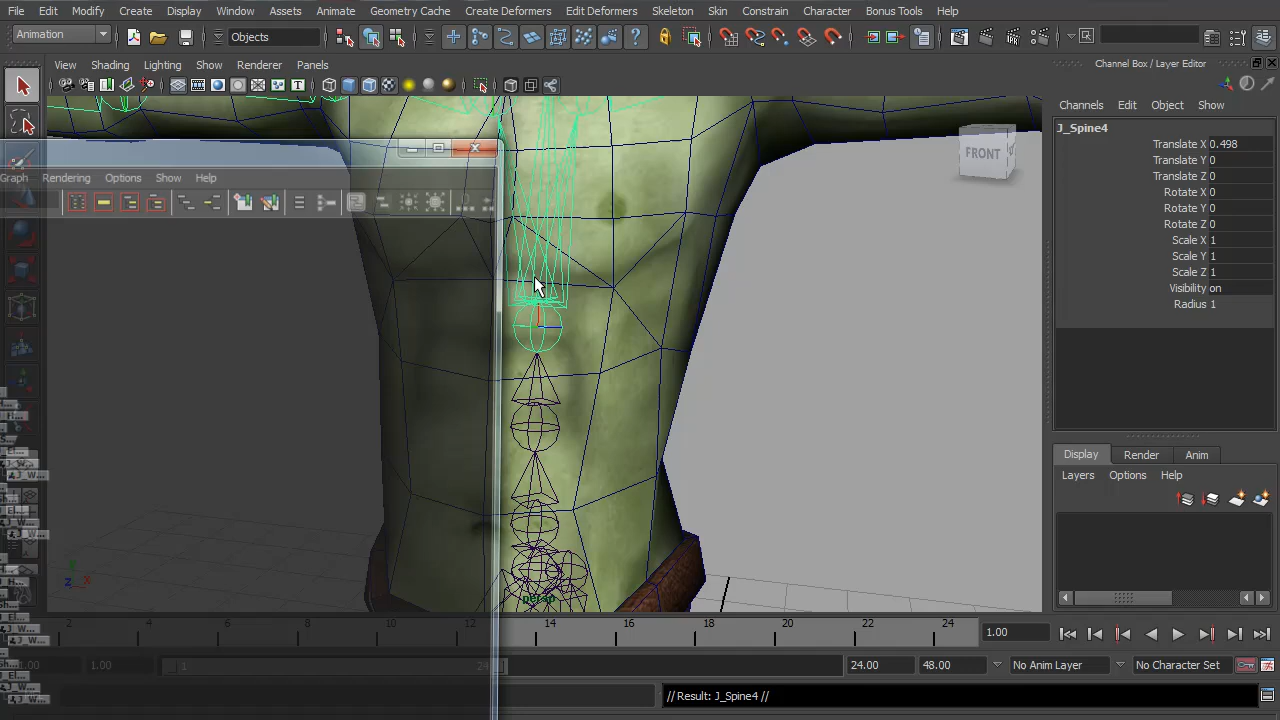 File Edit Modify Create Display Window Assets Animate Geometry Cache Create Deformers Edit Deformers Skeleton Skin Constrain Character Bonus Tools Help
Animation Objects
View Shading Lighting Show Renderer Panels
Channel Box / Layer Editor
Channels Edit Object Show
J_Spine4
Translate X 0.498
Translate Y 0
Translate Z 0
Rotate X 0
Rotate Y 0
Rotate Z 0
Scale X 1
Scale Y 1
Scale Z 1
Visibility on
Radius 1
FRONT
Graph Rendering Options Show Help
Display Render Anim
Layers Options Help
z x
persp
2 4 6 8 10 12 14 16 18 20 22 24
1.00
1.00 1 24 24.00 48.00 No Anim Layer No Character Set
// Result: J_Spine4 //